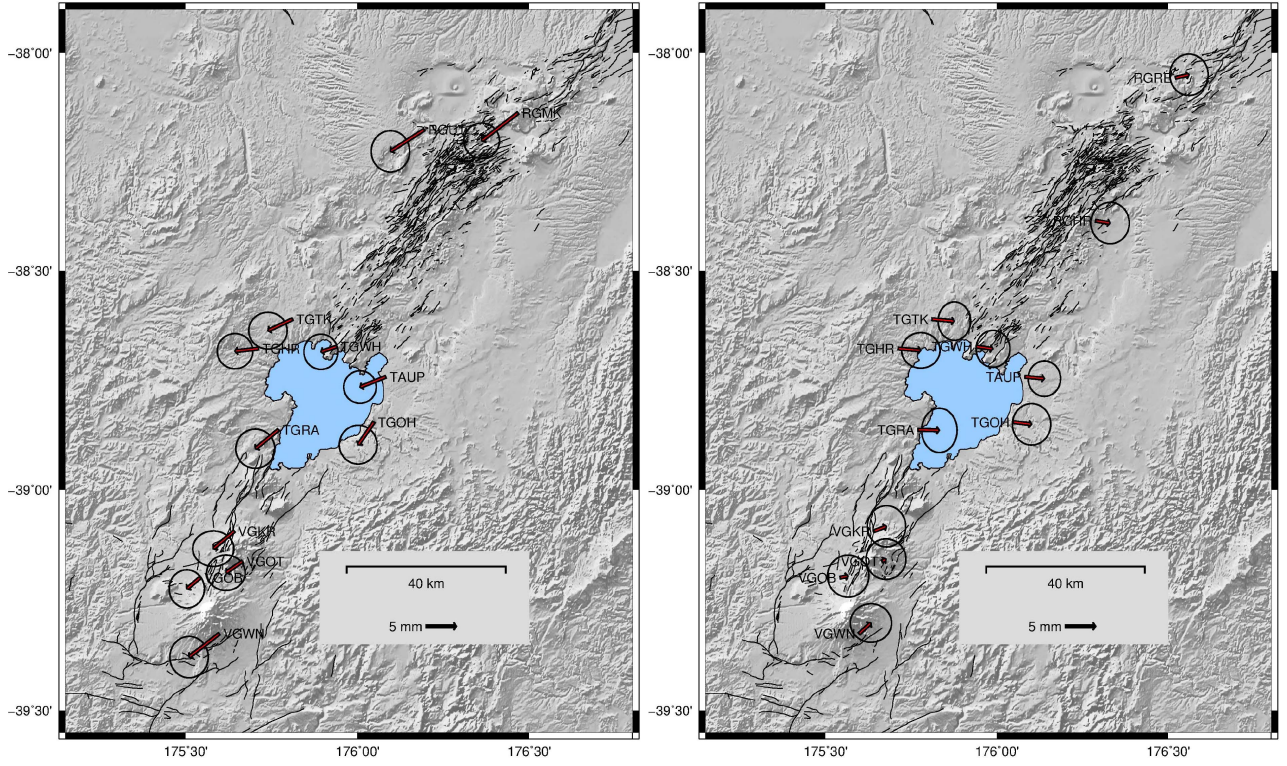 −38˚00'
−38˚30'
−39˚00'
−39˚30'
175˚30'
176˚00'
176˚30'
RGMK
RGUT
TGTK
TGHR
TGWH
TAUP
TGRA
TGOH
VGKR
VGOT
VGOB
VGWN
40 km
5 mm
−38˚00'
−38˚30'
−39˚00'
−39˚30'
175˚30'
176˚00'
176˚30'
RGRE
RGHR
TGTK
TGHR
TGWH
TAUP
TGRA
TGOH
VGKR
VGOT
VGOB
VGWN
40 km
5 mm